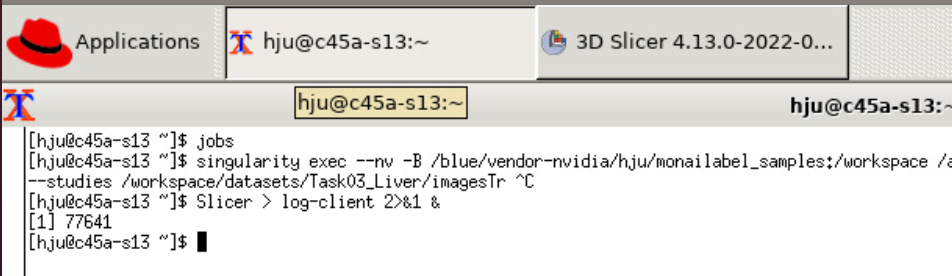 Applications
hju@c45a-s13:~
3D Slicer 4.13.0-2022-0...
hju@c45a-s13:~
hju@c45a-s13:~
[hju@c45a-s13 ~]$ jobs
[hju@c45a-s13 ~]$ singularity exec --nv -B /blue/vendor-nvidia/hju/monailabel_samples:/workspace /a
--studies /workspace/datasets/Task03_Liver/imagesTr ^C
[hju@c45a-s13 ~]$ Slicer > log-client 2>&1 &
[1] 77641
[hju@c45a-s13 ~]$